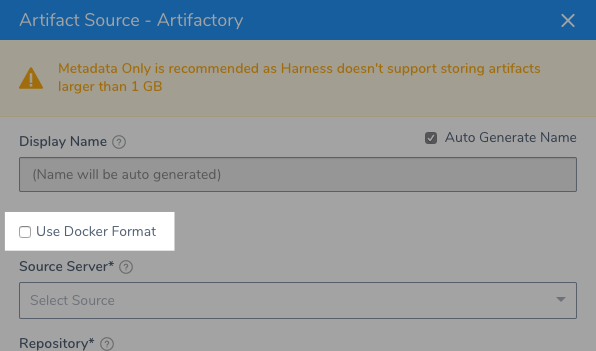 Artifact Source - Artifactory
Metadata Only is recommended as Harness doesn't support storing artifacts
larger than 1 GB
Display Name
Auto Generate Name
(Name will be auto generated)
Use Docker Format
Source Server*
Select Source
Repository*